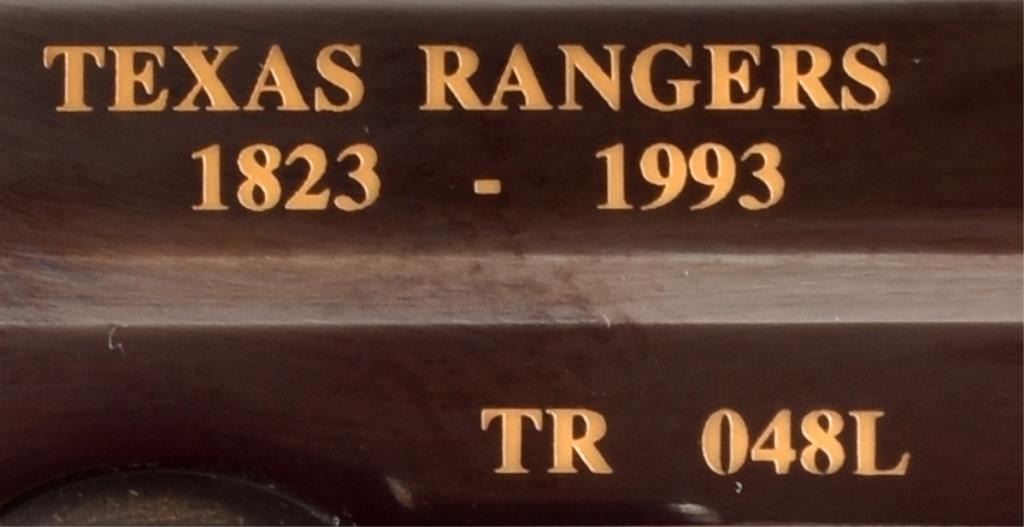 TEXAS RANGERS
1823 - 1993
TR 048L